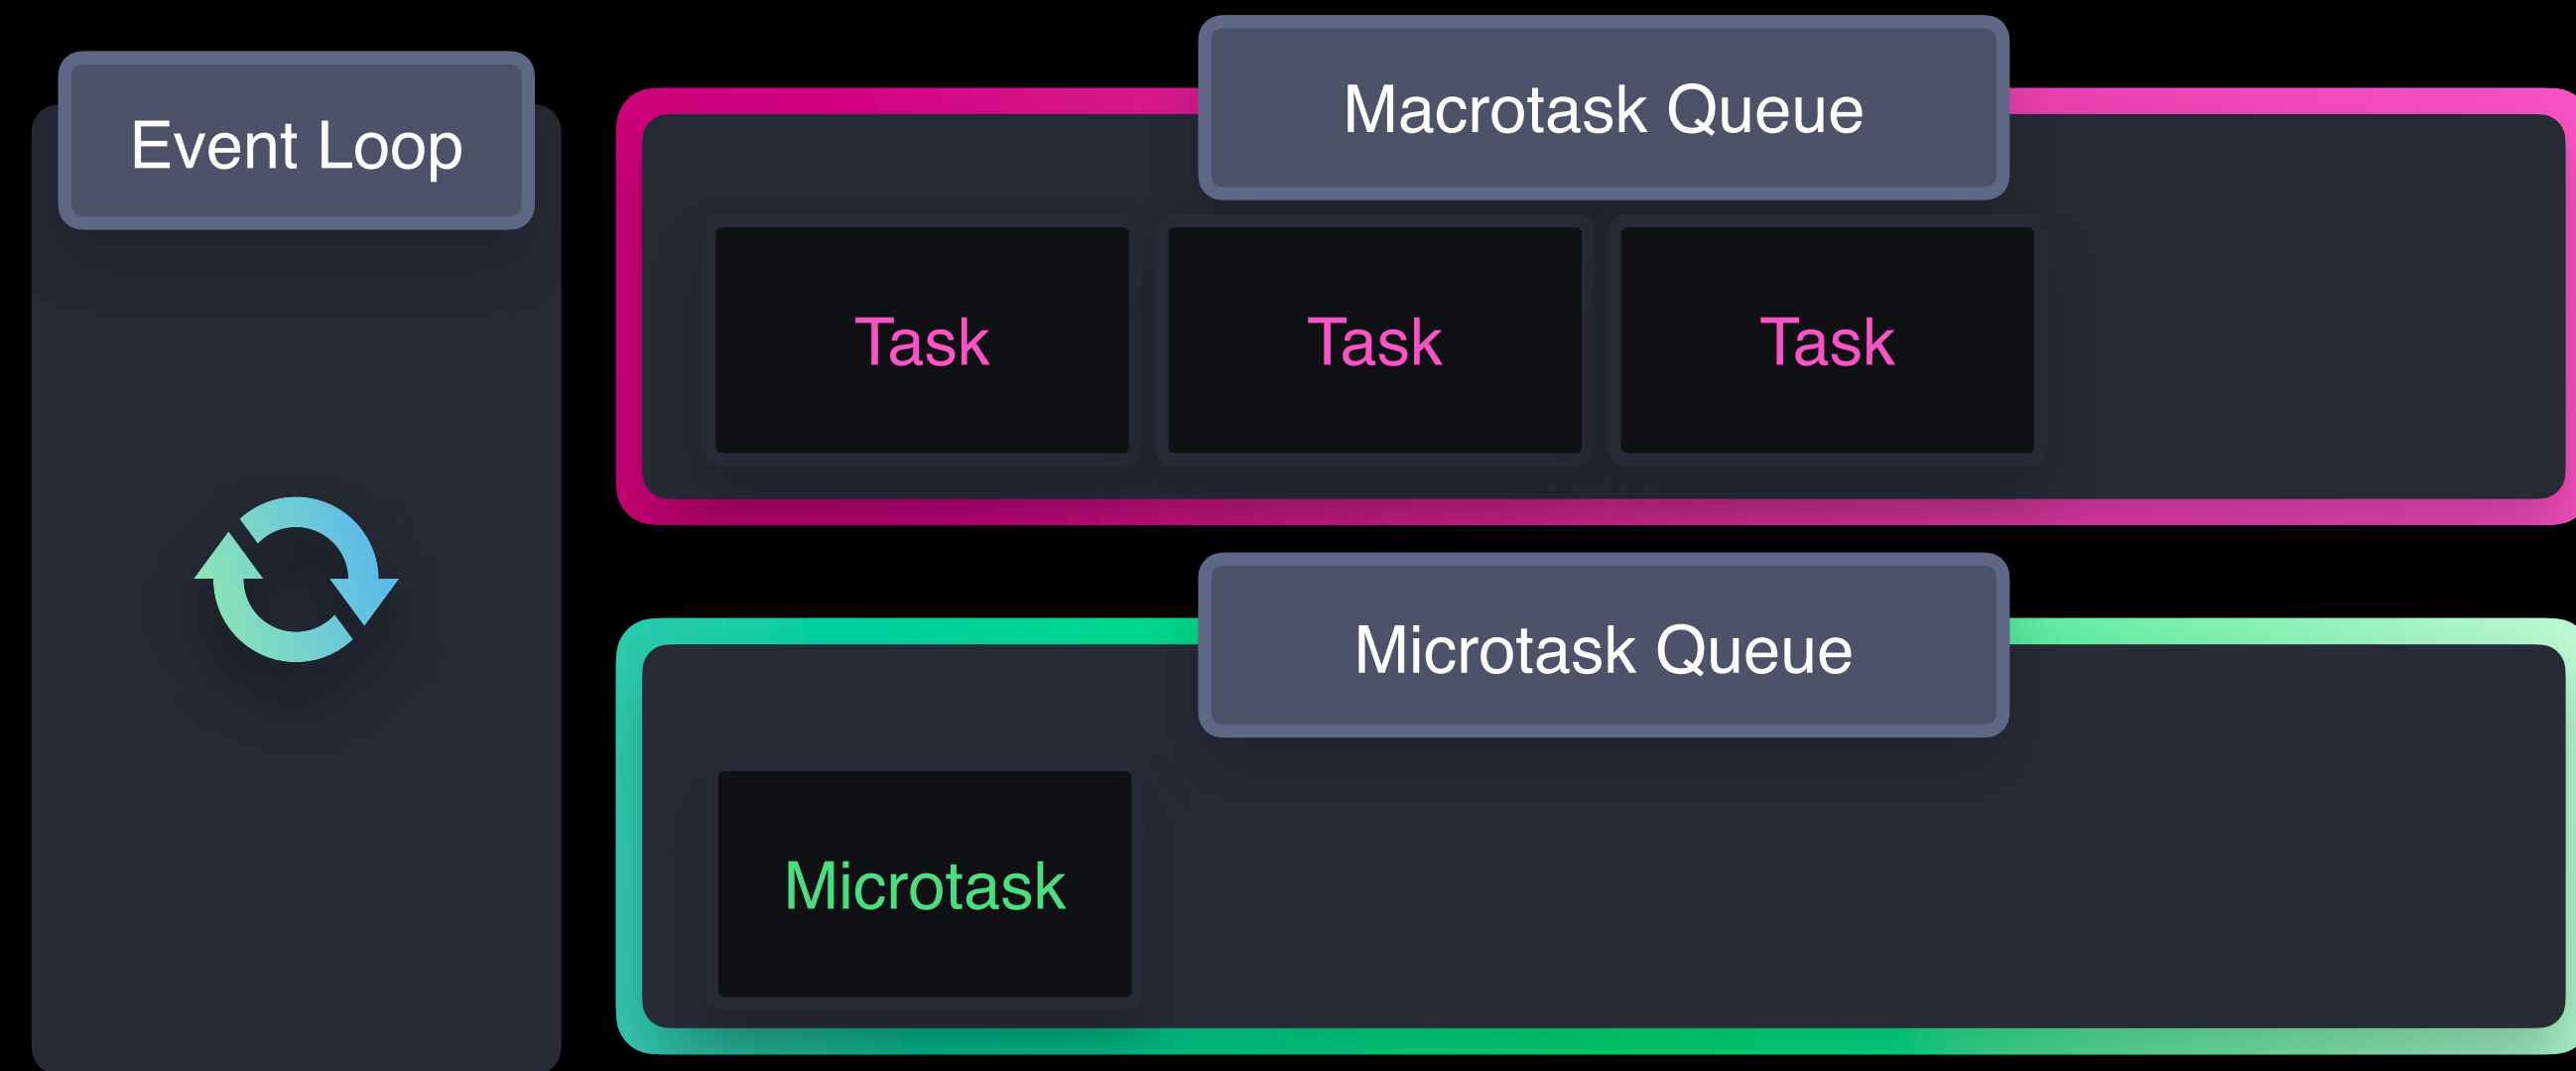 Event Loop
Macrotask Queue
Task Task Task
Microtask Queue
Microtask